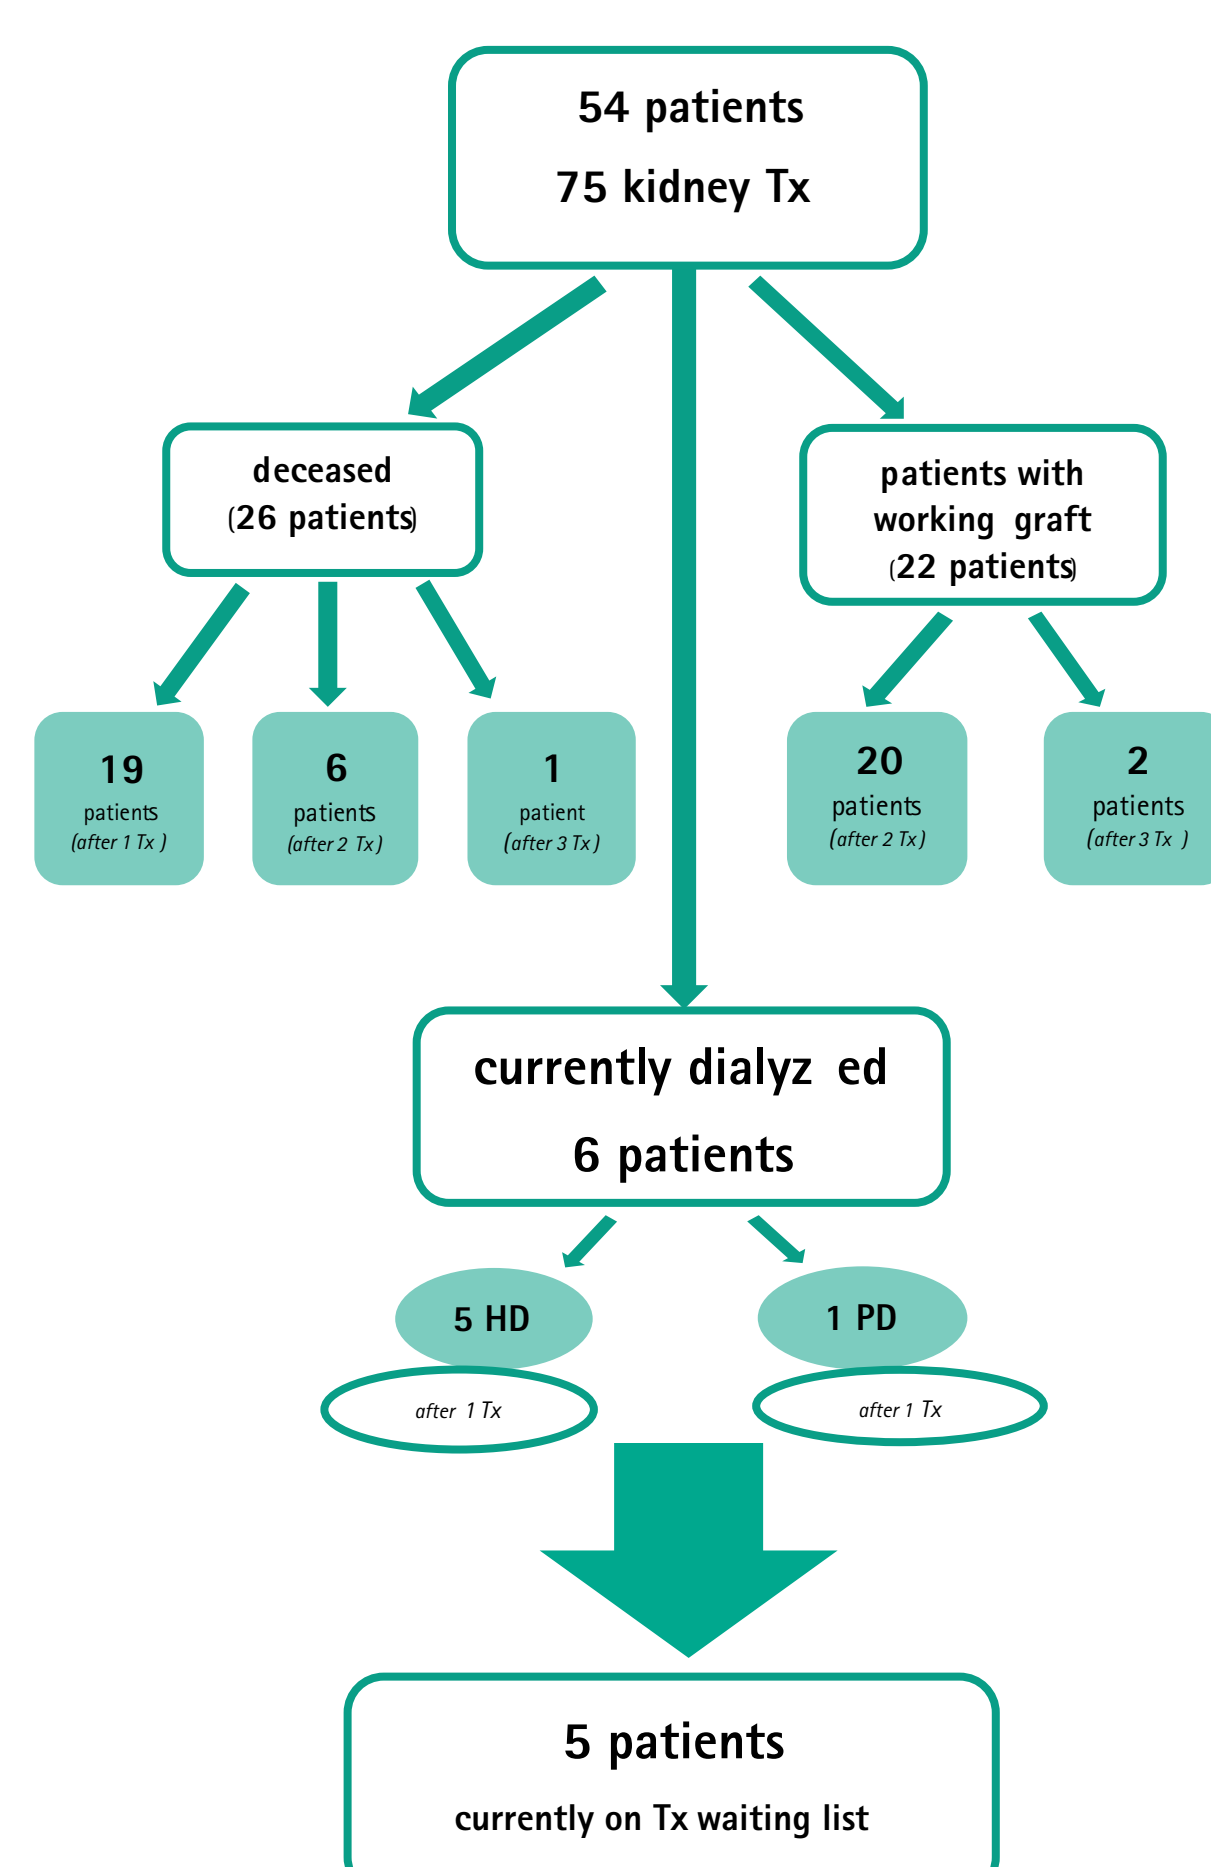 54 patients
75 kidney Tx
deceased
(26 patients)
patients with
working graft
(22 patients)
19
patients
(after 1 Tx)
6
patients
(after 2 Tx)
1
patient
(after 3 Tx)
20
patients
(after 2 Tx)
2
patients
(after 3 Tx )
currently dialyz ed
6 patients
5 HD
after 1 Tx
1 PD
after 1 Tx
5 patients
currently on Tx waiting list